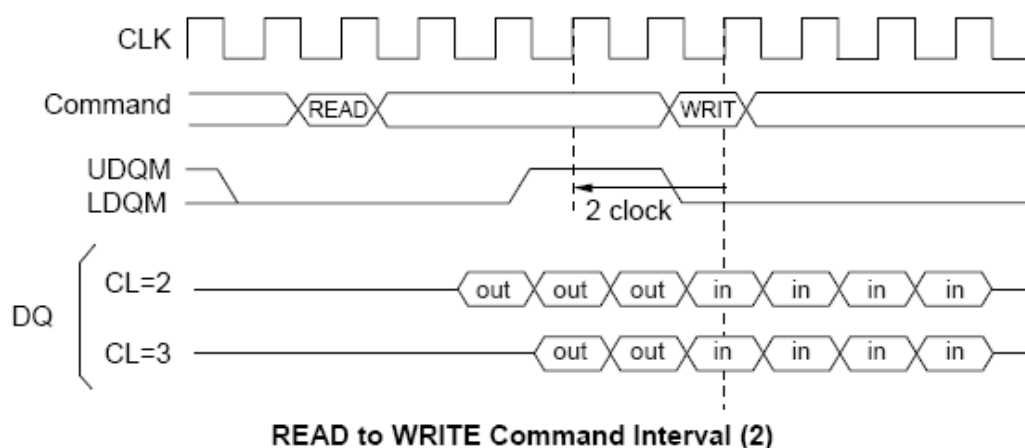 CLK
Command READ WRIT
UDQM
LDQM
2 clock
CL=2 out out out in in in in
DQ
CL=3 out out in in in in
READ to WRITE Command Interval (2)